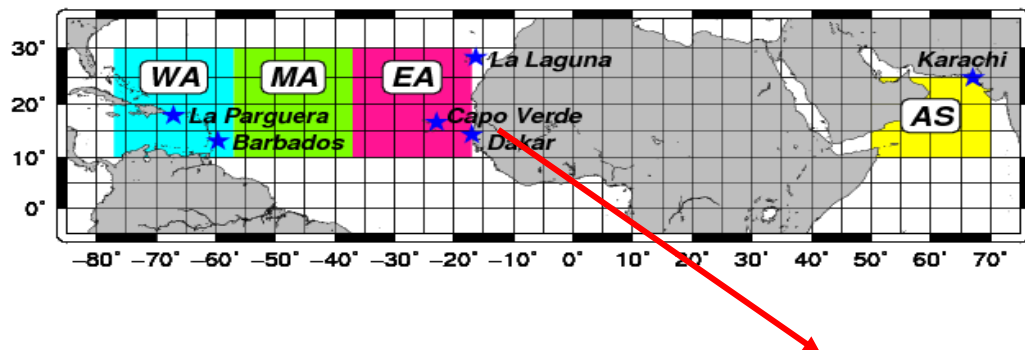 30°
WA MA EA La Laguna Karachi
20°
La Parguera Capo Verde AS
Barbados Dakar
10°
0°
−80° −70° −60° −50° −40° −30° −20° −10° 0° 10° 20° 30° 40° 50° 60° 70°